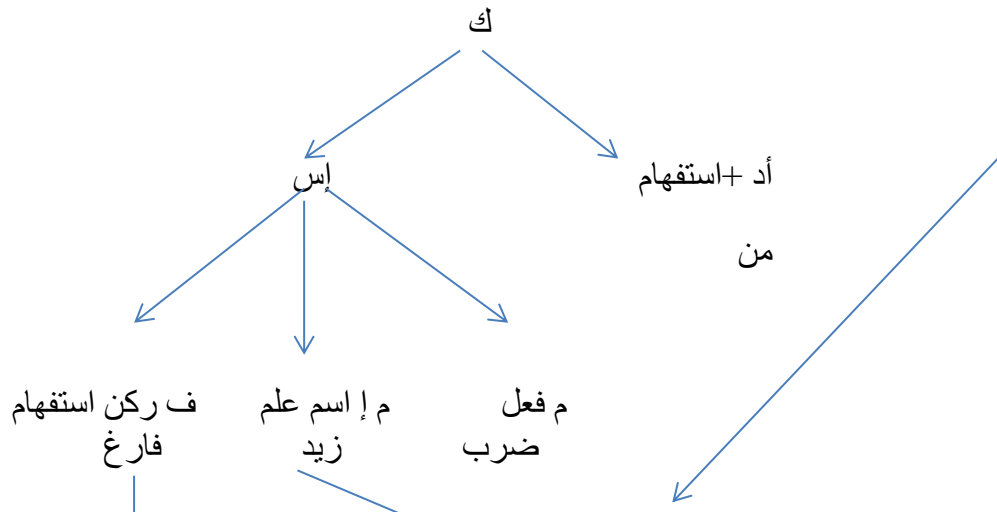 ك
أد +استفهام
إس
من
م فعل
م إ اسم علم
ف ركن استفهام
ضرب
زيد
فارغ